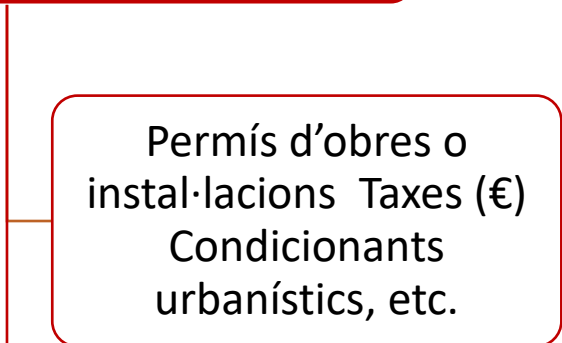 Permís d’obres o
instal·lacions  Taxes (€)
Condicionants
urbanístics, etc.